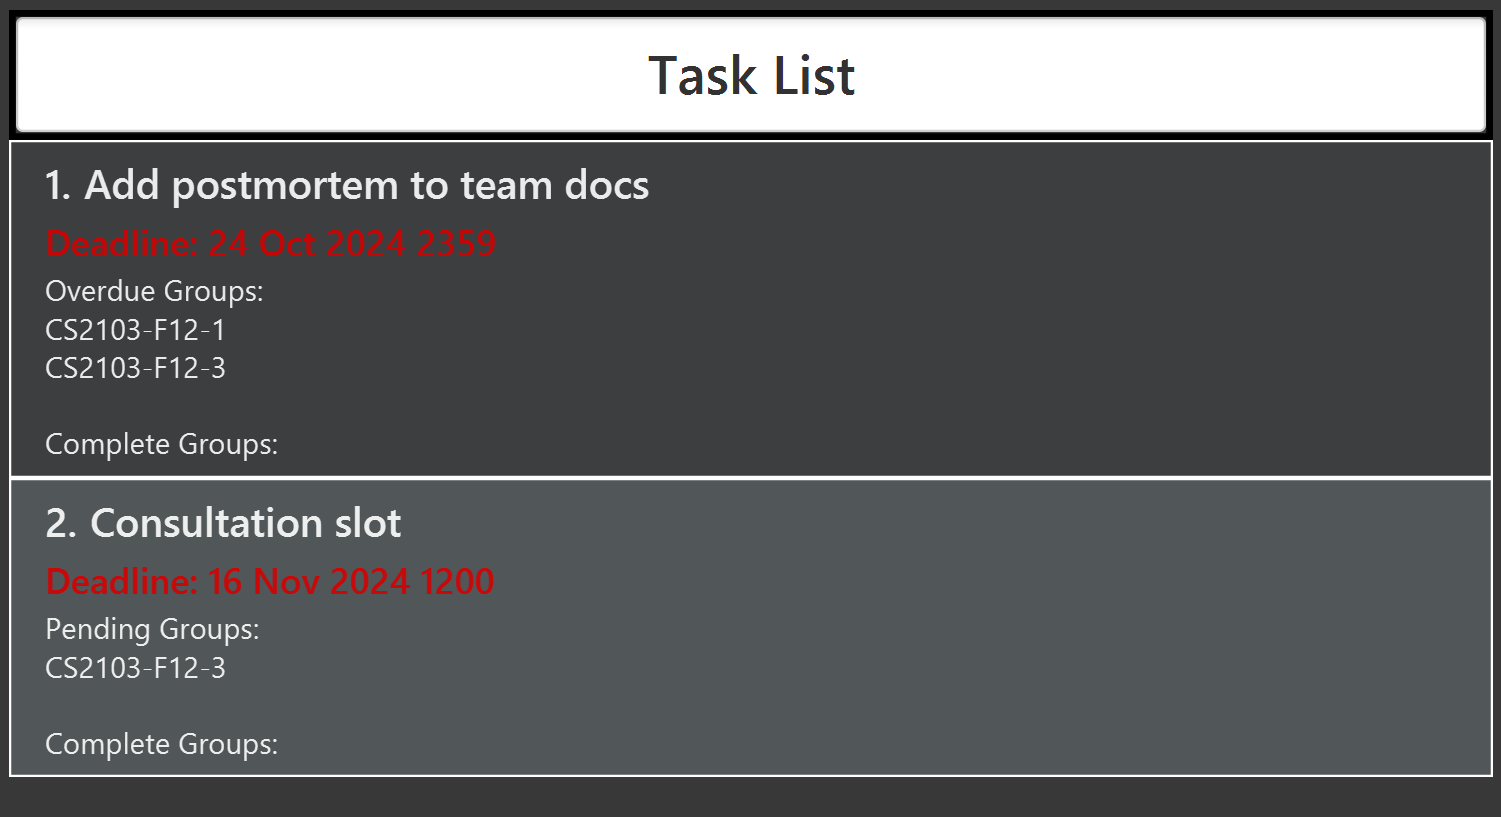 Task List
1. Add postmortem to team docs
Deadline: 24 Oct 2024 2359
Overdue Groups:
CS2103-F12-1
CS2103-F12-3
Complete Groups:
2. Consultation slot
Deadline: 16 Nov 2024 1200
Pending Groups:
CS2103-F12-3
Complete Groups: